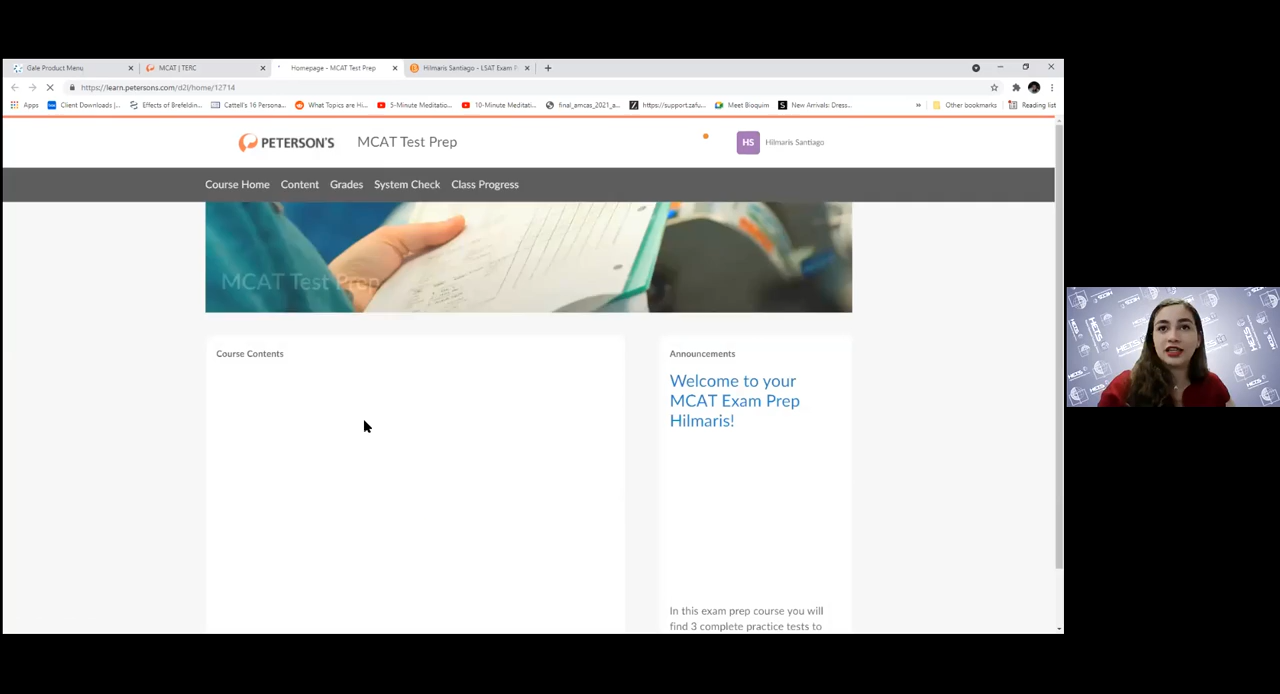 Gale Product Menu
MCAT | TERC
Homepage - MCAT Test Prep
Hilmaris Santiago - LSAT Exam P
https://learn.petersons.com/d2l/home/12714
Apps
Client Downloads |...
Effects of Brefeldin...
Cattell's 16 Persona...
What Topics are Hi...
5-Minute Meditatio...
10-Minute Meditati...
final_amcas_2021_a...
https://support.zafu...
Meet Bioquim
New Arrivals: Dress...
»
Other bookmarks
Reading list
PETERSON'S
MCAT Test Prep
HS
Hilmaris Santiago
Course Home
Content
Grades
System Check
Class Progress
MCAT Test Prep
Course Contents
Announcements
Welcome to your
MCAT Exam Prep
Hilmaris!
In this exam prep course you will
find 3 complete practice tests to